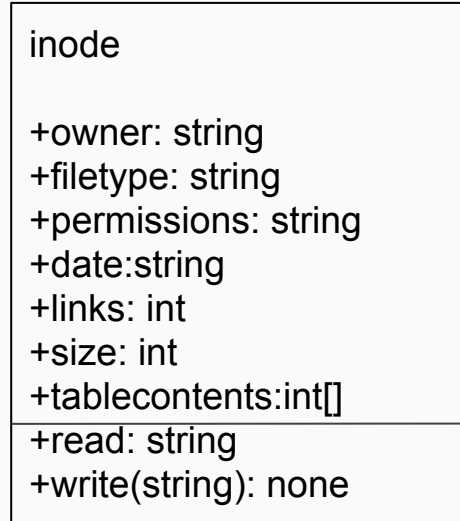 inode
+owner: string
+filetype: string
+permissions: string
+date:string
+links: int
+size: int
+tablecontents:int[]
+read: string
+write(string): none